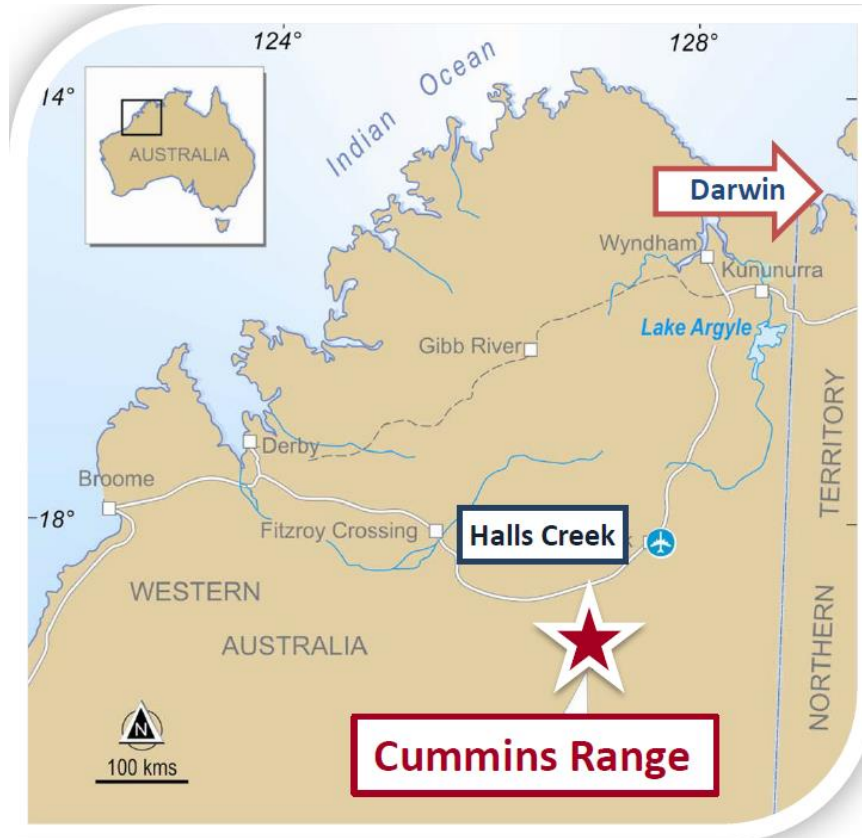 124°
128°
14°
Indian Ocean
AUSTRALIA
Darwin
Wyndham
Kununurra
Lake Argyle
Gibb River
Derby
Broome
18°
Fitzroy Crossing
Halls Creek
k
WESTERN
AUSTRALIA
NORTHERN TERRITORY
N
100 kms
Cummins Range